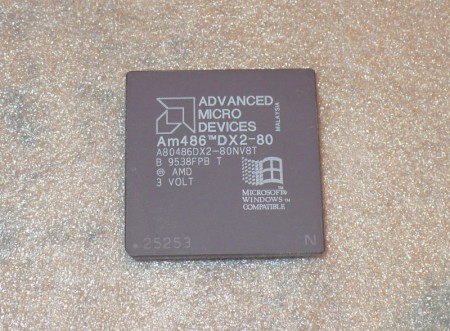 ADVANCED
MICRO
DEVICES
MALAYSIA
Am486™DX2-80
A80486DX2-80NV8T
B 9538FPB T
© AMD
3 VOLT
MICROSOFT®
WINDOWS™
COMPATIBLE
25253
N